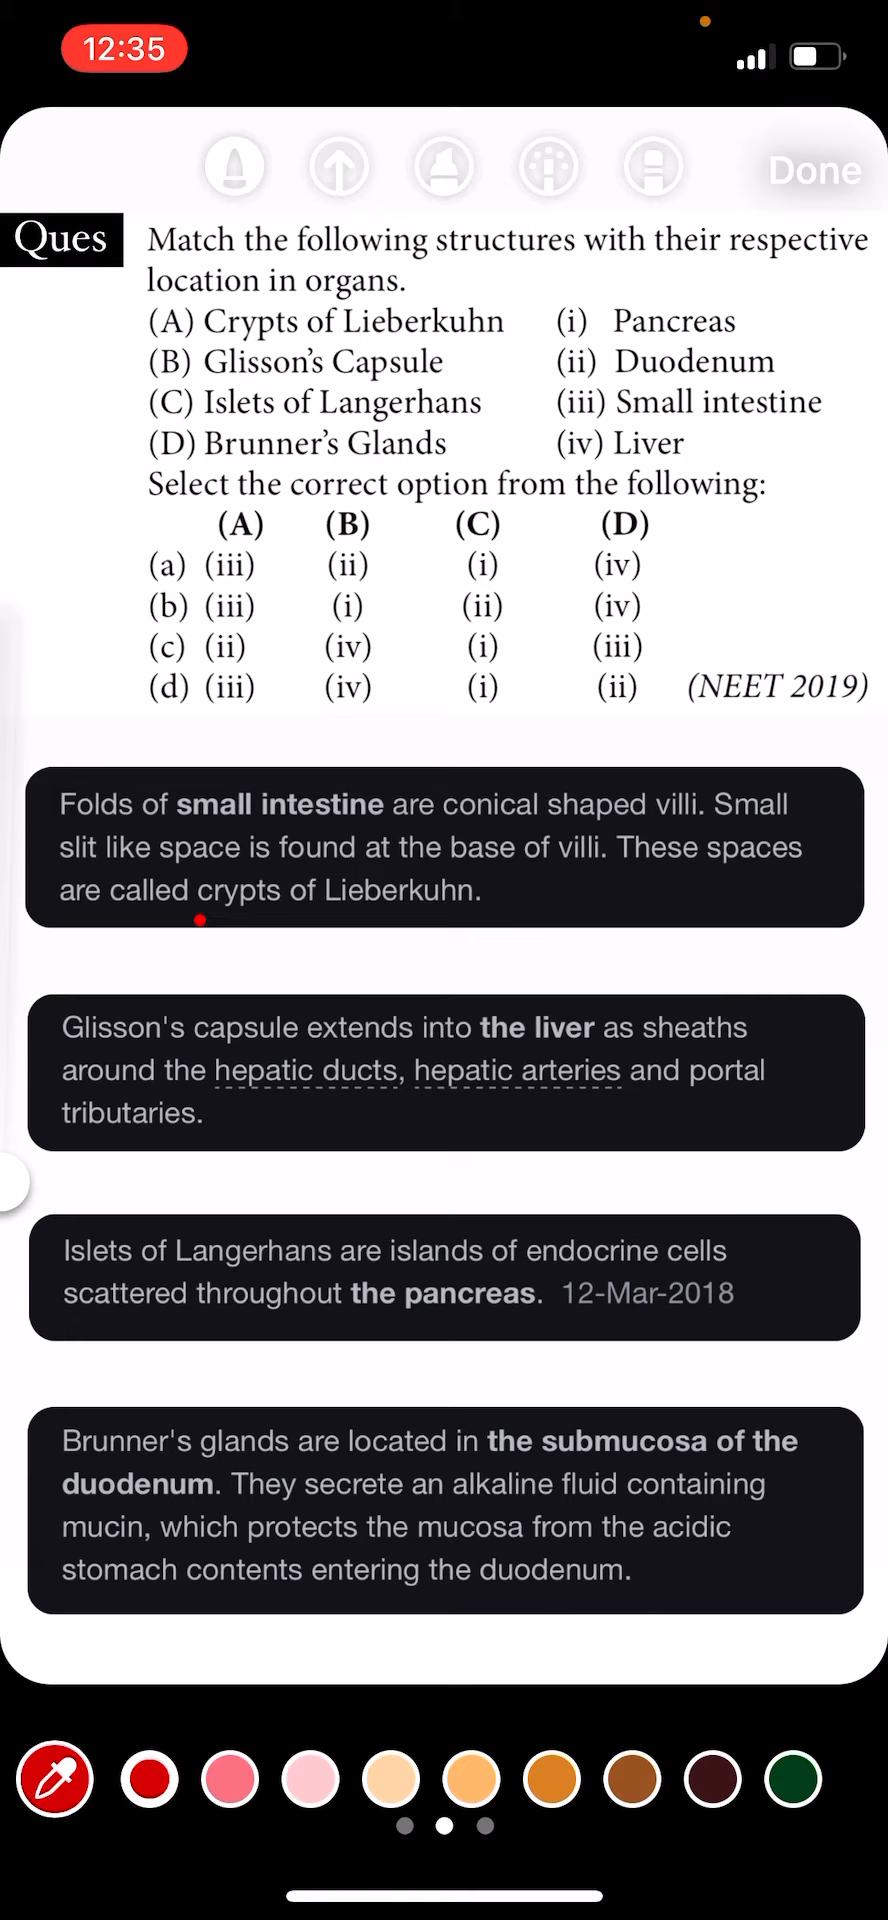 12:35
Done
Ques Match the following structures with their respective
location in organs.
(A) Crypts of Lieberkuhn (i) Pancreas
(B) Glisson's Capsule (ii) Duodenum
(C) Islets of Langerhans (iii) Small intestine
(D) Brunner's Glands (iv) Liver
Select the correct option from the following:
(A) (B) (C) (D)
(a) (iii) (ii) (i) (iv)
(b) (iii) (i) (ii) (iv)
(c) (ii) (iv) (i) (iii)
(d) (iii) (iv) (i) (ii) (NEET 2019)
Folds of small intestine are conical shaped villi. Small
slit like space is found at the base of villi. These spaces
are called crypts of Lieberkuhn.
Glisson's capsule extends into the liver as sheaths
around the hepatic ducts, hepatic arteries and portal
tributaries.
Islets of Langerhans are islands of endocrine cells
scattered throughout the pancreas. 12-Mar-2018
Brunner's glands are located in the submucosa of the
duodenum. They secrete an alkaline fluid containing
mucin, which protects the mucosa from the acidic
stomach contents entering the duodenum.